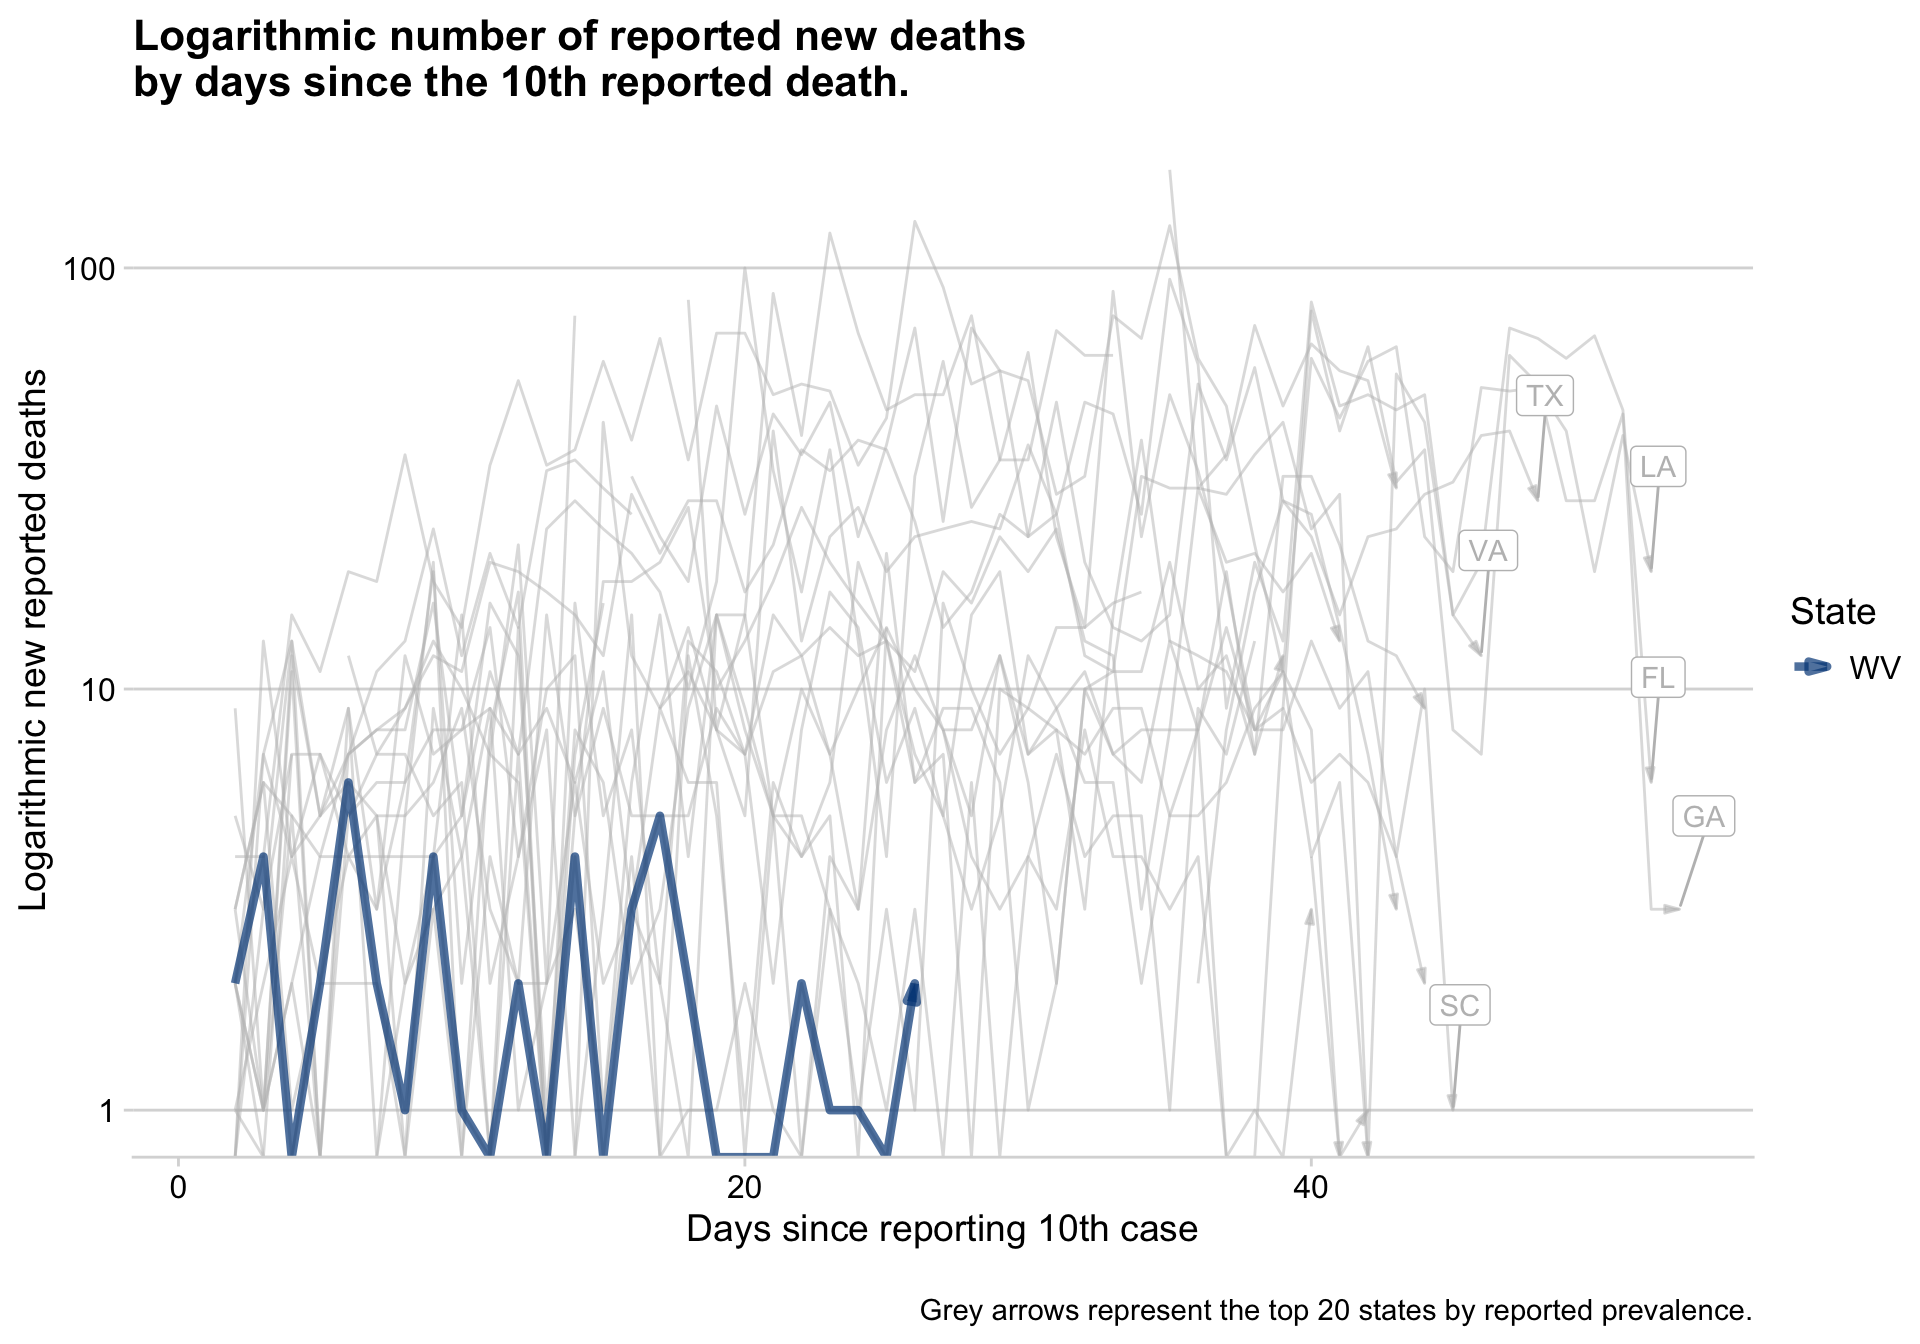 Logarithmic number of reported new deaths
by days since the 10th reported death.
Logarithmic new reported deaths
100
10
1
TX
LA
VA
FL
GA
SC
State
WV
0
20
40
Days since reporting 10th case
Grey arrows represent the top 20 states by reported prevalence.